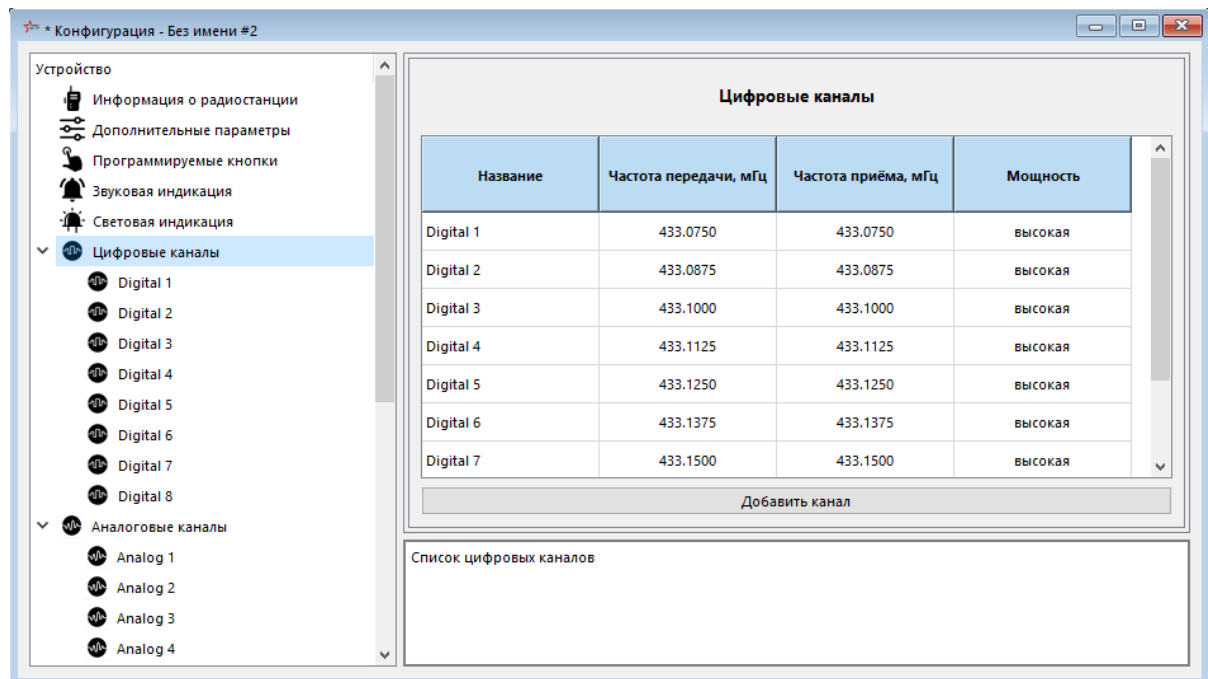 * Конфигурация - Без имени #2
Устройство
Информация о радиостанции
Дополнительные параметры
Программируемые кнопки
Звуковая индикация
Световая индикация
Цифровые каналы
Digital 1
Digital 2
Digital 3
Digital 4
Digital 5
Digital 6
Digital 7
Digital 8
Аналоговые каналы
Analog 1
Analog 2
Analog 3
Analog 4
Цифровые каналы
Название Частота передачи, мГц Частота приёма, мГц Мощность
Digital 1 433.0750 433.0750 высокая
Digital 2 433.0875 433.0875 высокая
Digital 3 433.1000 433.1000 высокая
Digital 4 433.1125 433.1125 высокая
Digital 5 433.1250 433.1250 высокая
Digital 6 433.1375 433.1375 высокая
Digital 7 433.1500 433.1500 высокая
Добавить канал
Список цифровых каналов